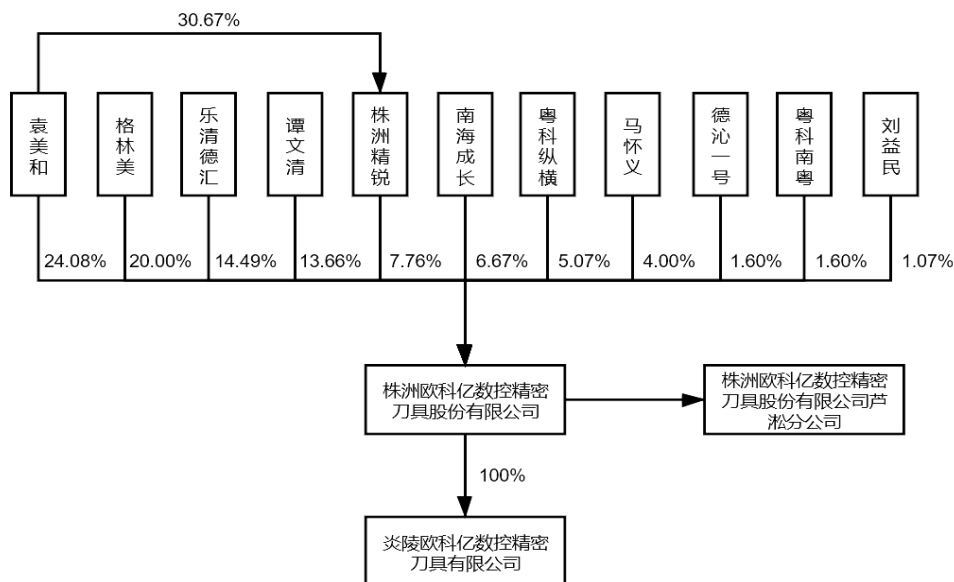 30.67%
袁美和
格林美
乐清德汇
谭文清
株洲精锐
南海成长
粤科纵横
马怀义
德沁一号
粤科南粤
刘益民
24.08%
20.00%
14.49%
13.66%
7.76%
6.67%
5.07%
4.00%
1.60%
1.60%
1.07%
株洲欧科亿数控精密
刀具股份有限公司
株洲欧科亿数控精密
刀具股份有限公司芦
淞分公司
100%
炎陵欧科亿数控精密
刀具有限公司